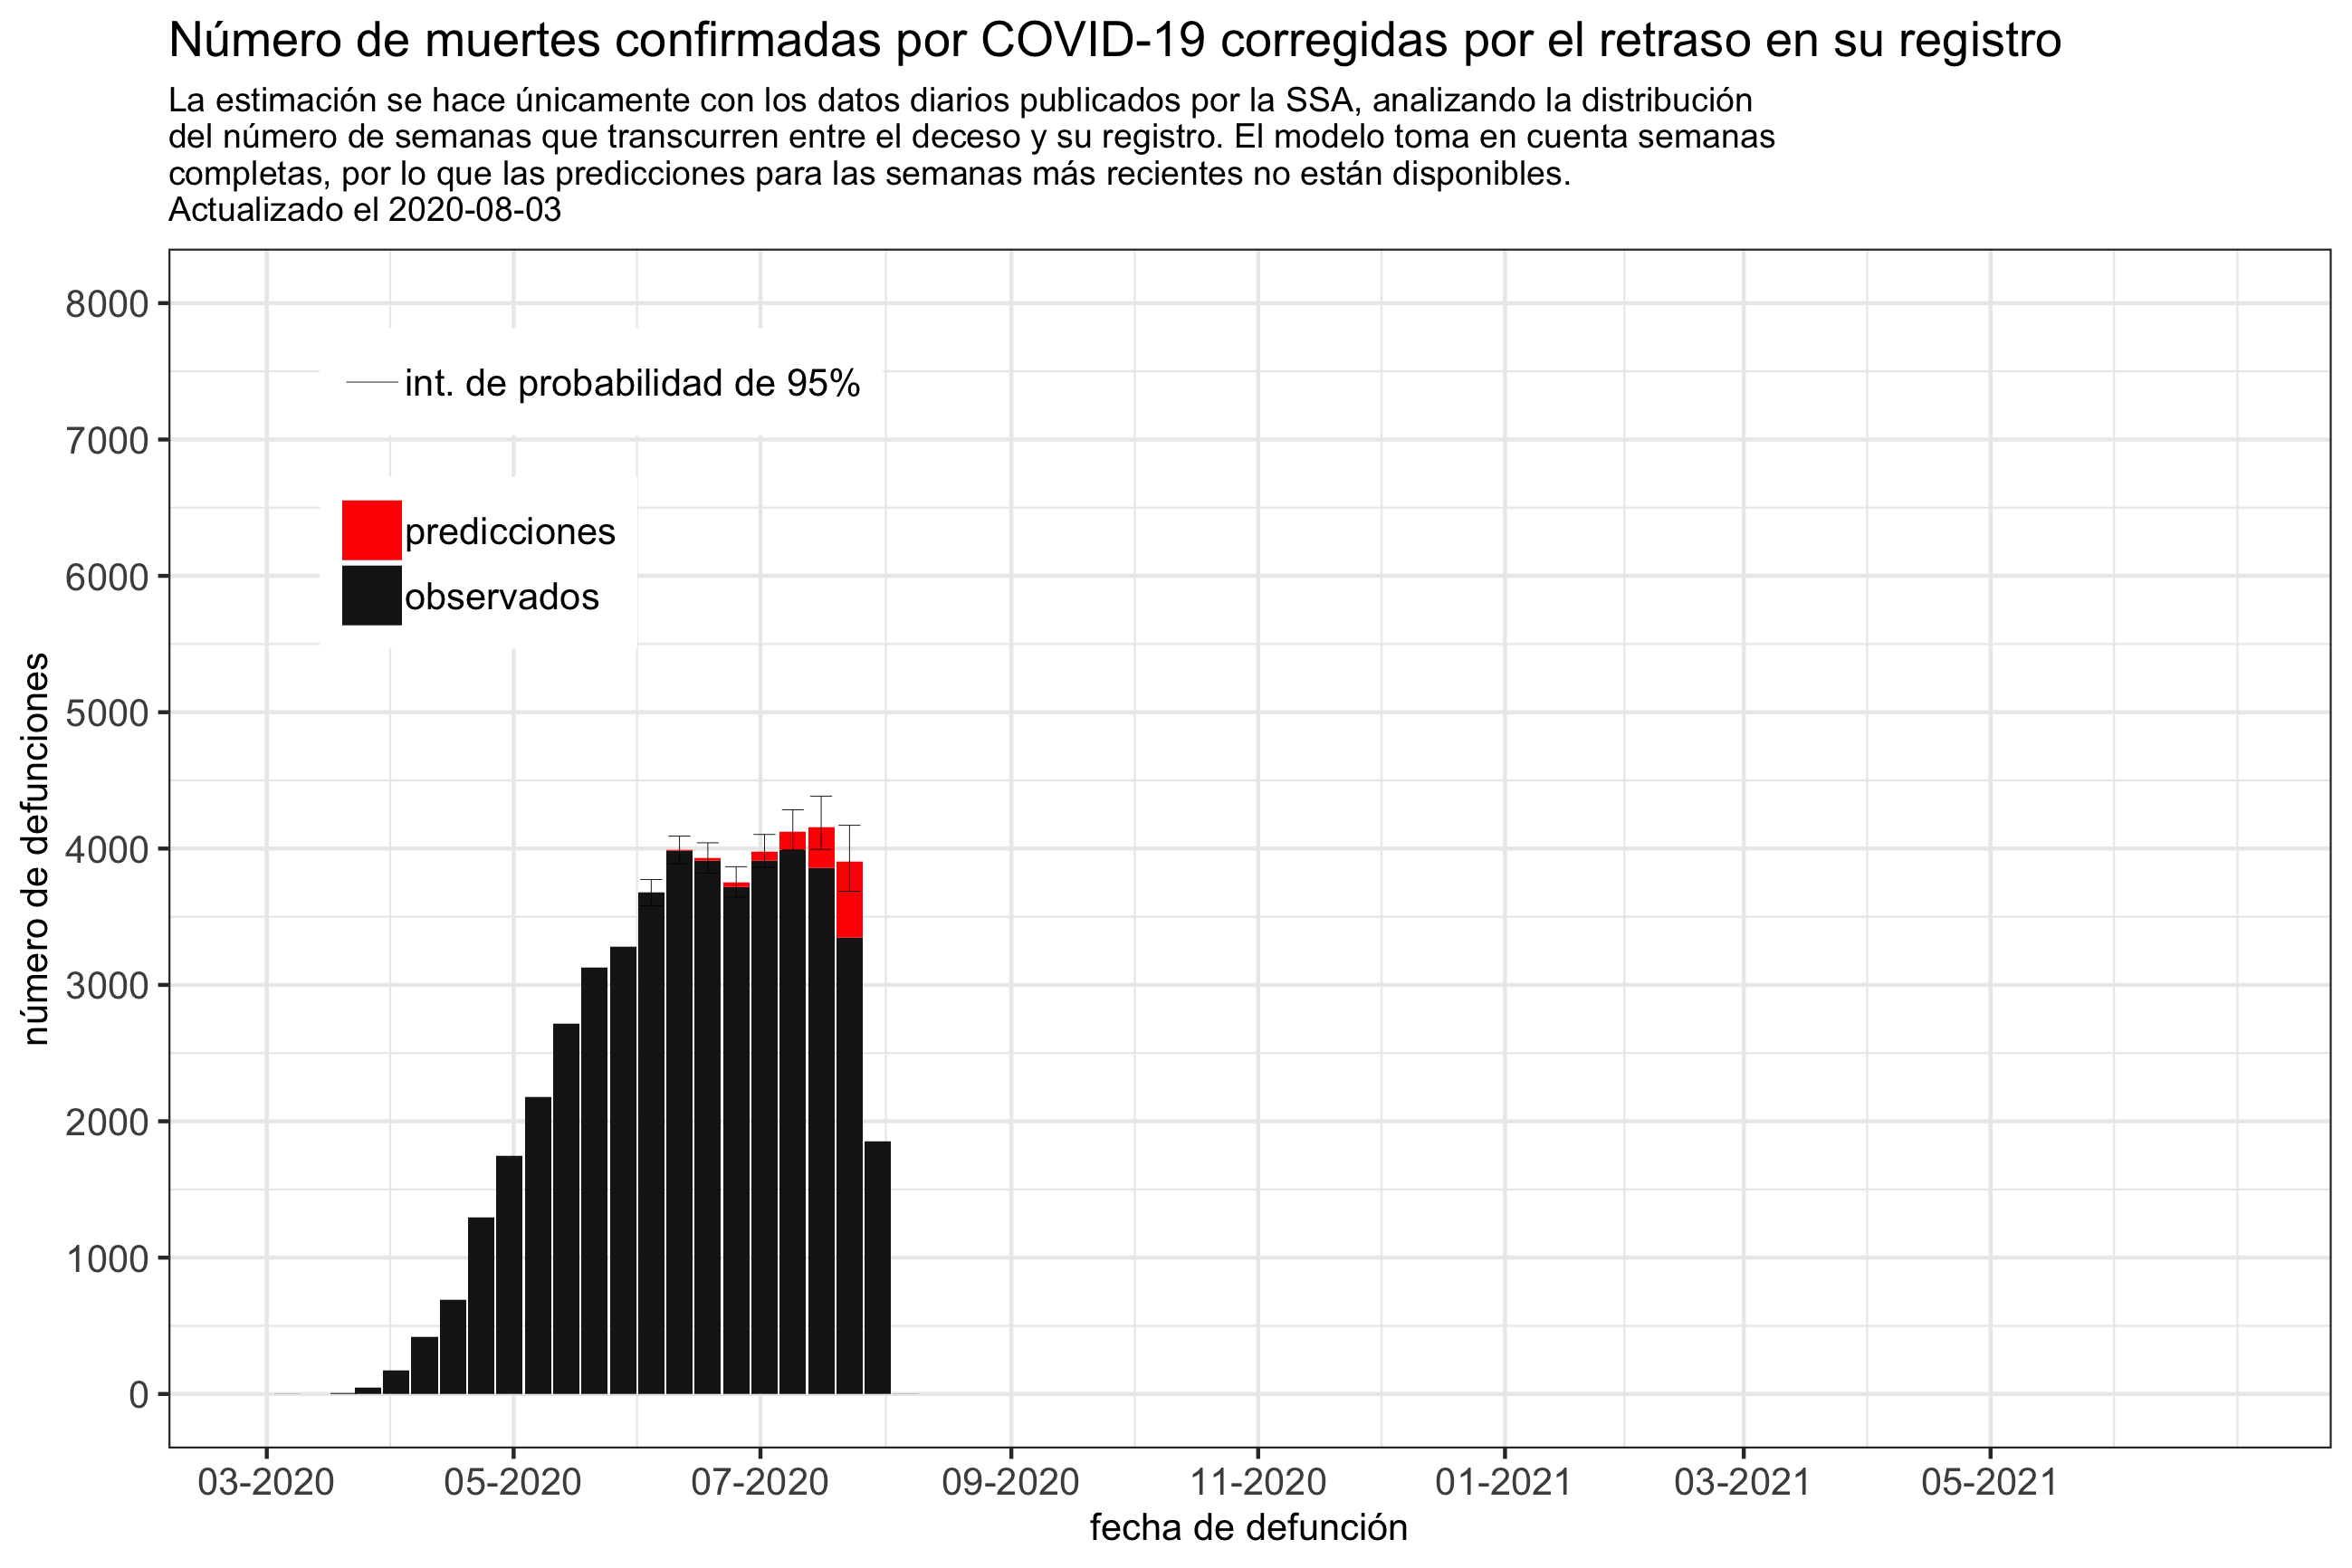 Número de muertes confirmadas por COVID-19 corregidas por el retraso en su registro
La estimación se hace únicamente con los datos diarios publicados por la SSA, analizando la distribución
del número de semanas que transcurren entre el deceso y su registro. El modelo toma en cuenta semanas
completas, por lo que las predicciones para las semanas más recientes no están disponibles.
Actualizado el 2020-08-03
número de defunciones
8000
7000
6000
5000
4000
3000
2000
1000
0
int. de probabilidad de 95%
predicciones
observados
03-2020 05-2020 07-2020 09-2020 11-2020 01-2021 03-2021 05-2021
fecha de defunción